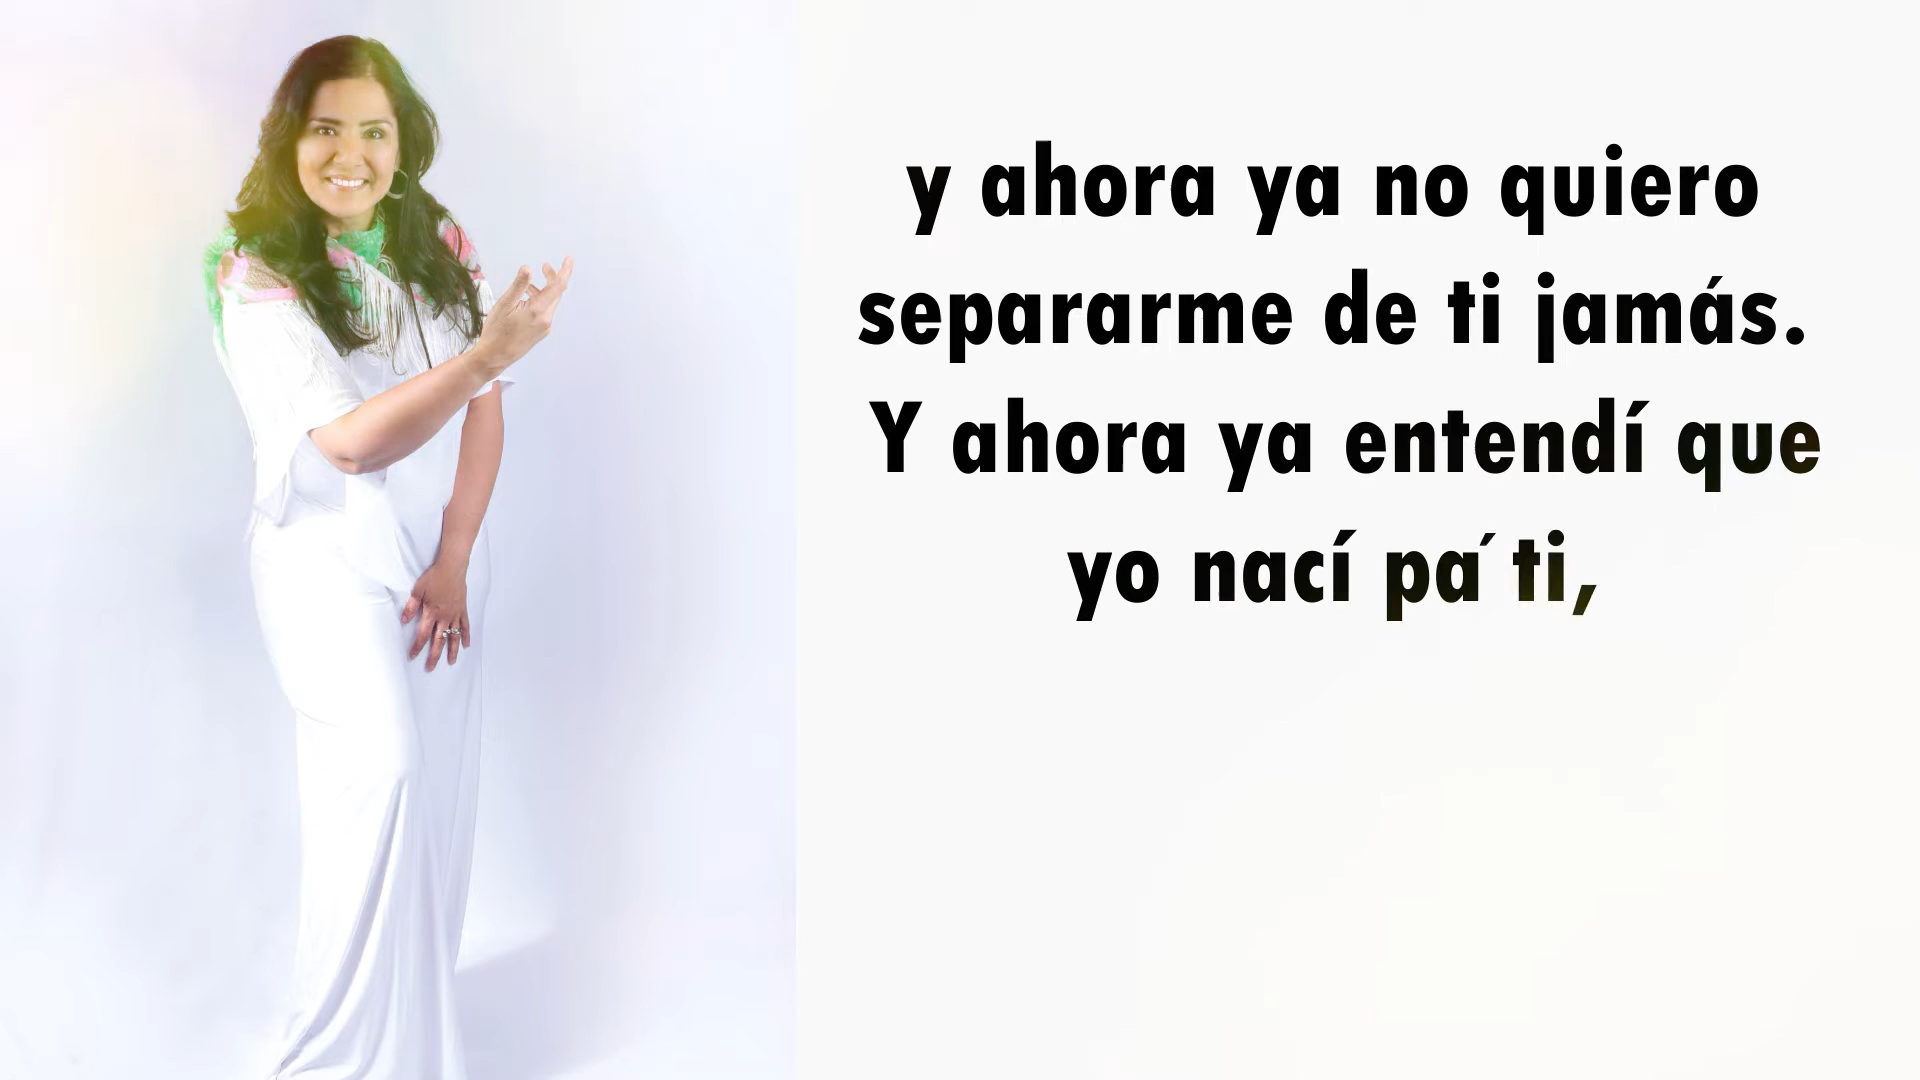 y ahora ya no quiero
separarme de ti jamás.
Y ahora ya entendí que
yo nací pa´ti,